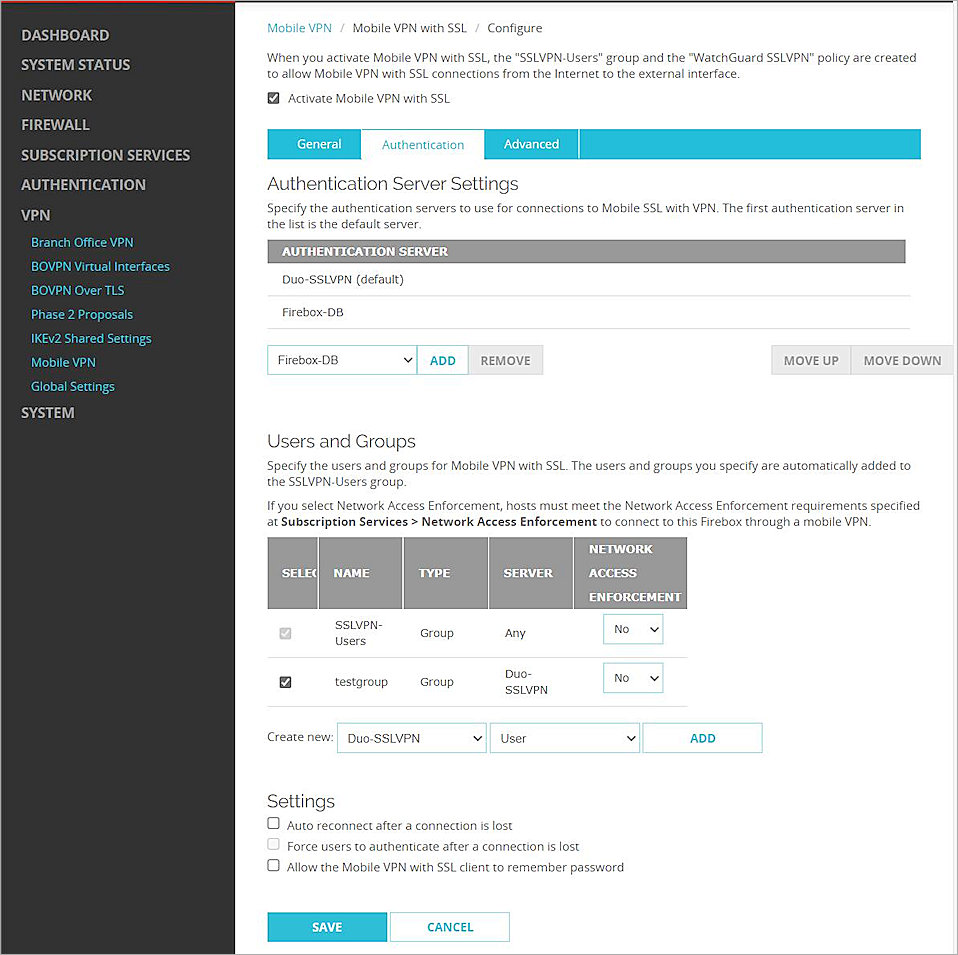 DASHBOARD
SYSTEM STATUS
NETWORK
FIREWALL
SUBSCRIPTION SERVICES
AUTHENTICATION
VPN
Branch Office VPN
BOVPN Virtual Interfaces
BOVPN Over TLS
Phase 2 Proposals
IKEv2 Shared Settings
Mobile VPN
Global Settings
SYSTEM
Mobile VPN / Mobile VPN with SSL / Configure
When you activate Mobile VPN with SSL, the "SSLVPN-Users" group and the "WatchGuard SSLVPN" policy are created
to allow Mobile VPN with SSL connections from the Internet to the external interface.
Activate Mobile VPN with SSL
General Authentication Advanced
Authentication Server Settings
Specify the authentication servers to use for connections to Mobile SSL with VPN. The first authentication server in
the list is the default server.
AUTHENTICATION SERVER
Duo-SSLVPN (default)
Firebox-DB
Firebox-DB ADD REMOVE MOVE UP MOVE DOWN
Users and Groups
Specify the users and groups for Mobile VPN with SSL. The users and groups you specify are automatically added to
the SSLVPN-Users group.
If you select Network Access Enforcement, hosts must meet the Network Access Enforcement requirements specified
at Subscription Services > Network Access Enforcement to connect to this Firebox through a mobile VPN.
SELEC NAME TYPE SERVER NETWORK
ACCESS
ENFORCEMENT
SSLVPN-
Users Group Any No
testgroup Group Duo-
SSLVPN No
Create new: Duo-SSLVPN User ADD
Settings
Auto reconnect after a connection is lost
Force users to authenticate after a connection is lost
Allow the Mobile VPN with SSL client to remember password
SAVE CANCEL